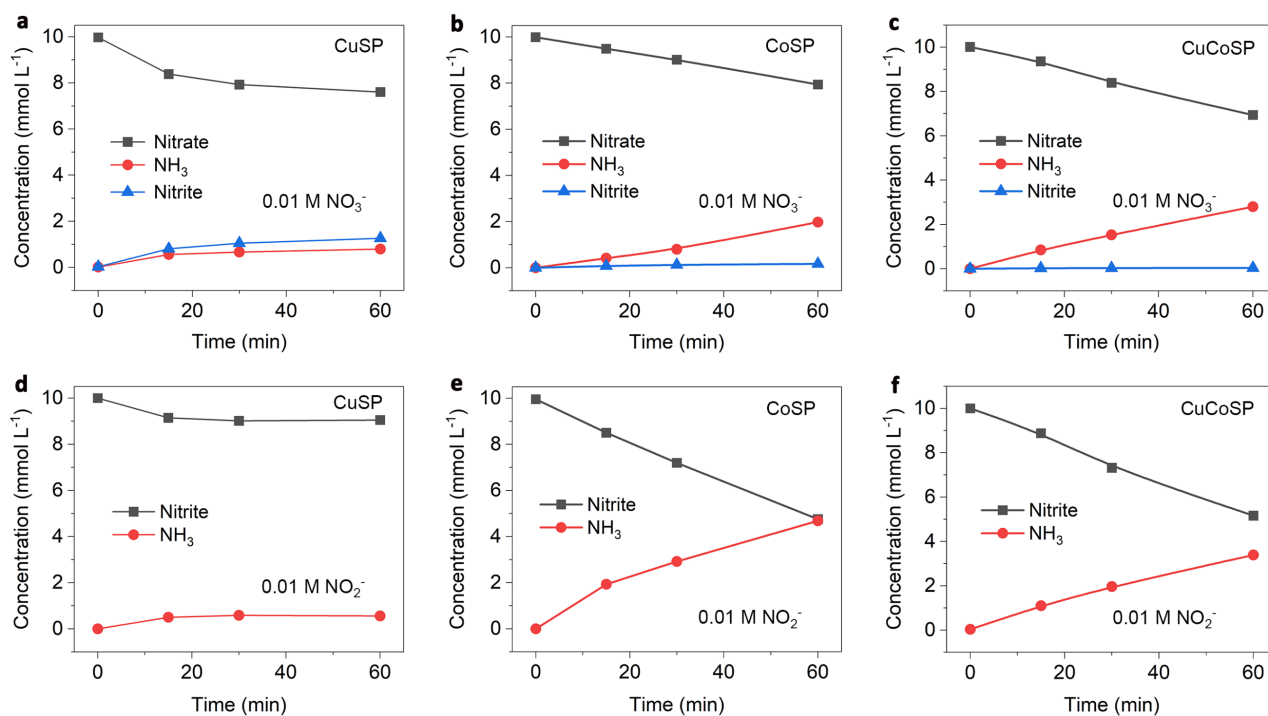 a
CuSP
Concentration (mmol L⁻¹)
10
8
6
4
2
0
Nitrate
NH₃
Nitrite
0.01 M NO₃⁻
0
20
40
60
Time (min)
b
CoSP
Concentration (mmol L⁻¹)
10
8
6
4
2
0
Nitrate
NH₃
Nitrite
0.01 M NO₃⁻
0
20
40
60
Time (min)
c
CuCoSP
Concentration (mmol L⁻¹)
10
8
6
4
2
0
Nitrate
NH₃
Nitrite
0.01 M NO₃⁻
0
20
40
60
Time (min)
d
CuSP
Concentration (mmol L⁻¹)
10
8
6
4
2
0
Nitrite
NH₃
0.01 M NO₂⁻
0
20
40
60
Time (min)
e
CoSP
Concentration (mmol L⁻¹)
10
8
6
4
2
0
Nitrite
NH₃
0.01 M NO₂⁻
0
20
40
60
Time (min)
f
CuCoSP
Concentration (mmol L⁻¹)
10
8
6
4
2
0
Nitrite
NH₃
0.01 M NO₂⁻
0
20
40
60
Time (min)